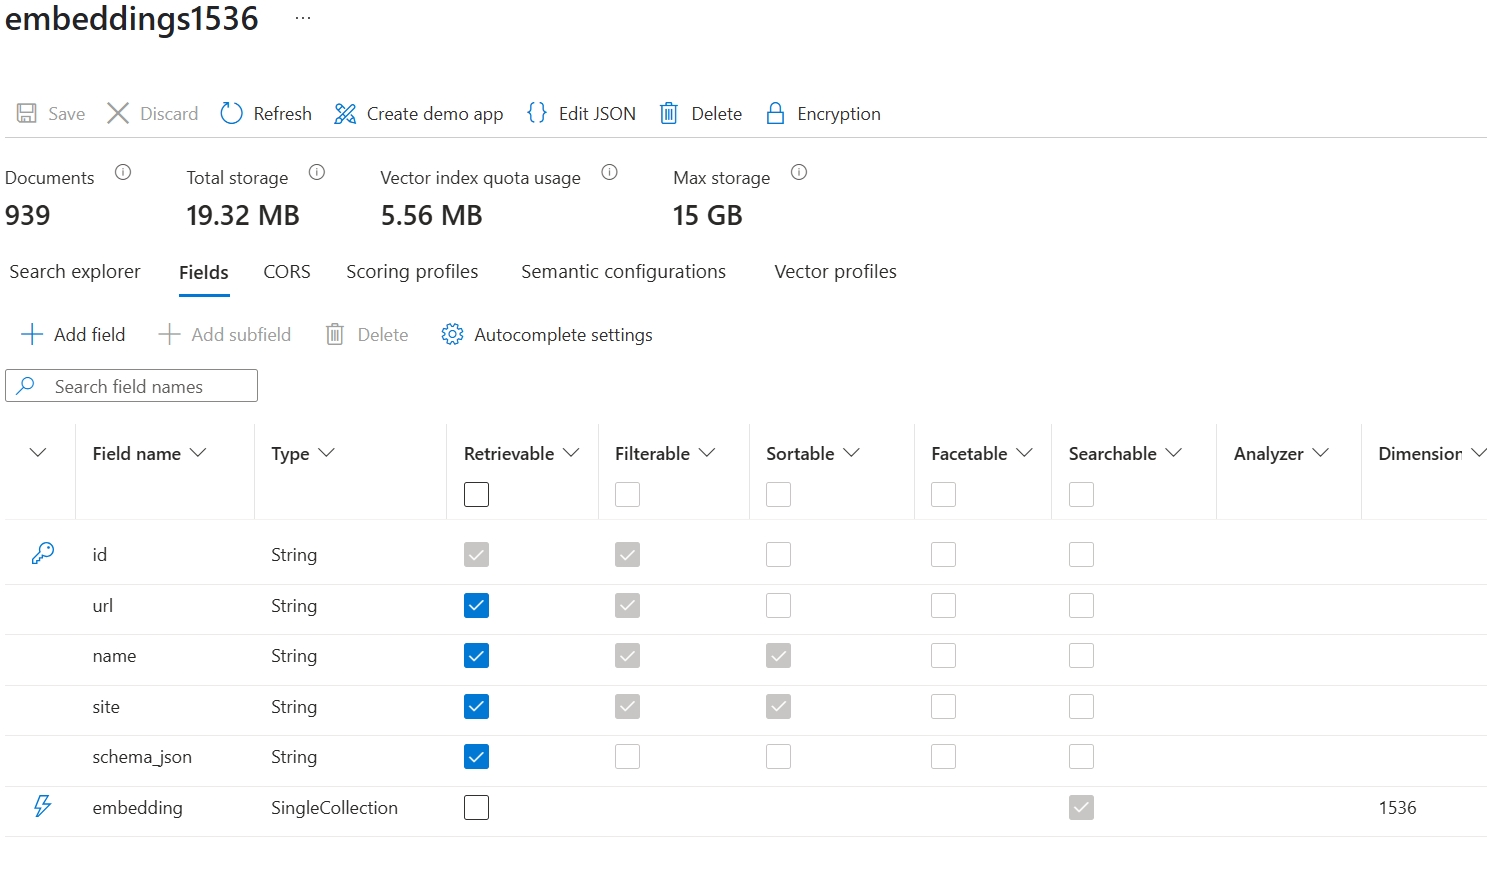 embeddings1536 ...
Save Discard Refresh Create demo app Edit JSON Delete Encryption
Documents Total storage Vector index quota usage Max storage
939 19.32 MB 5.56 MB 15 GB
Search explorer Fields CORS Scoring profiles Semantic configurations Vector profiles
Add field Add subfield Delete Autocomplete settings
Search field names
Field name Type Retrievable Filterable Sortable Facetable Searchable Analyzer Dimension
id String
url String
name String
site String
schema_json String
embedding SingleCollection 1536